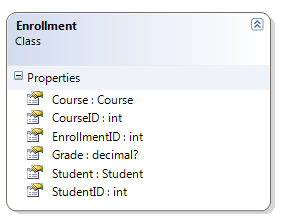 Enrollment
Class
Properties
Course : Course
CourseID : int
EnrollmentID : int
Grade : decimal?
Student : Student
StudentID : int